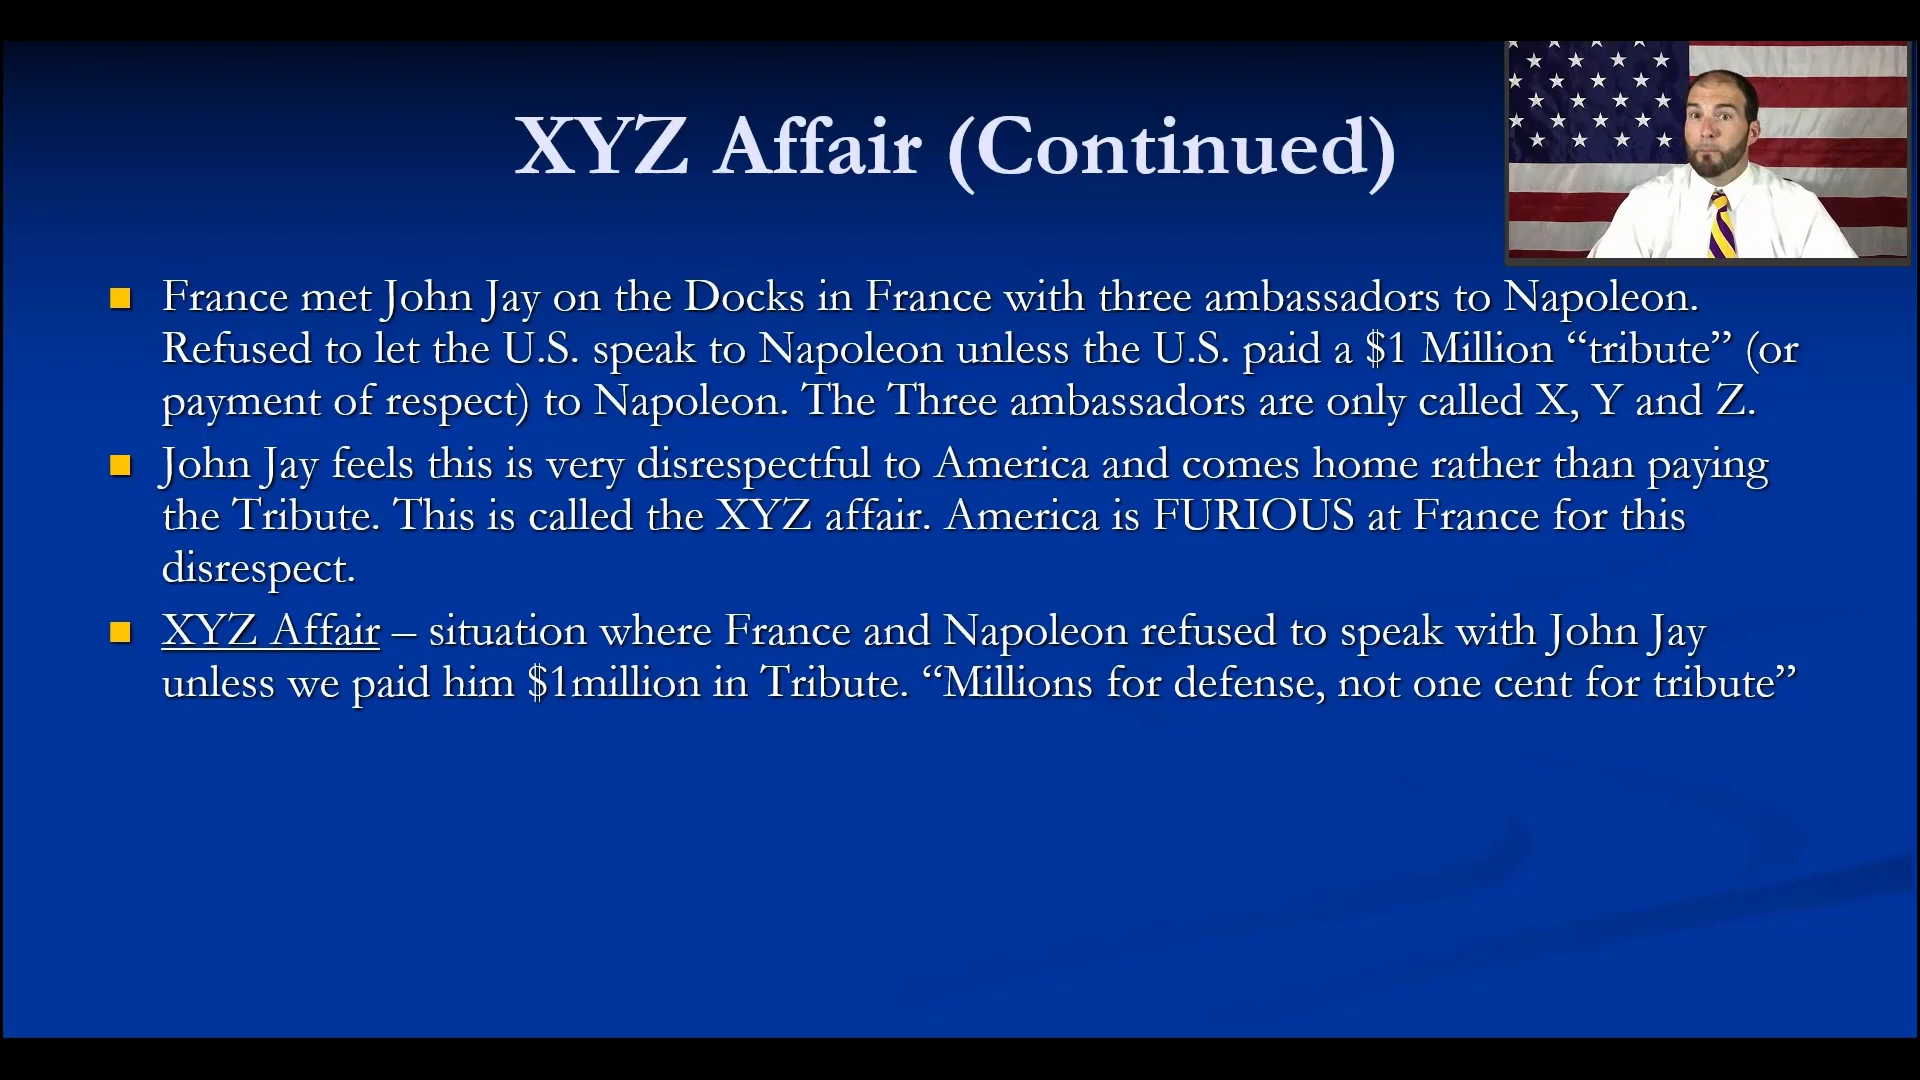 XYZ Affair (Continued)
■ France met John Jay on the Docks in France with three ambassadors to Napoleon.
Refused to let the U.S. speak to Napoleon unless the U.S. paid a $1 Million “tribute” (or
payment of respect) to Napoleon. The Three ambassadors are only called X, Y and Z.
■ John Jay feels this is very disrespectful to America and comes home rather than paying
the Tribute. This is called the XYZ affair. America is FURIOUS at France for this
disrespect.
■ XYZ Affair – situation where France and Napoleon refused to speak with John Jay
unless we paid him $1million in Tribute. “Millions for defense, not one cent for tribute”